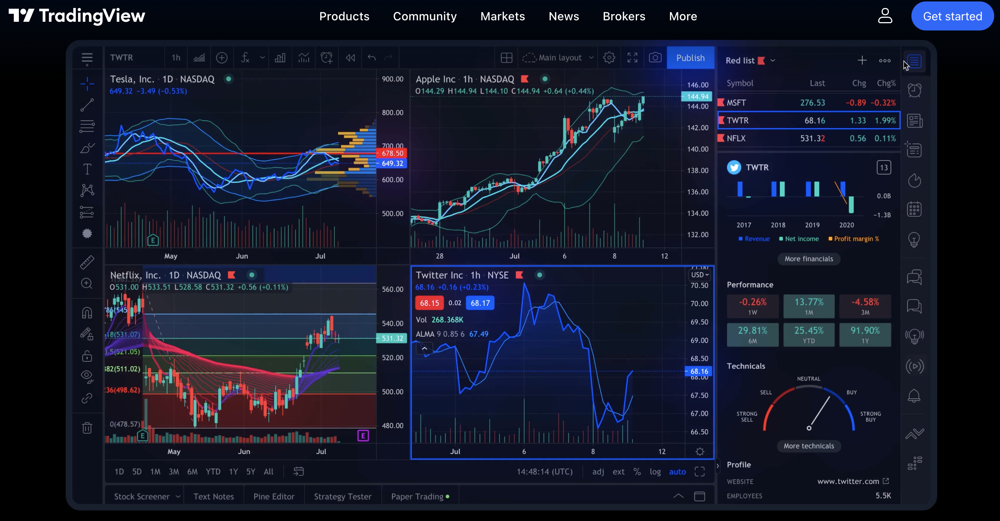 TradingView
Products Community Markets News Brokers More
Get started
TWTR 1h Main layout Publish
Tesla, Inc. · 1D · NASDAQ
649.32 −3.49 (−0.53%)
900.00
800.00
700.00
678.50
649.32
600.00
500.00
E
May Jun Jul
Apple Inc · 1h · NASDAQ
O144.29 H144.94 L144.10 C144.94 +0.64 (+0.44%)
146.00
144.94
144.00
142.00
140.00
138.00
136.00
134.00
132.00
28 Jul 6 8 12
Netflix, Inc. · 1D · NASDAQ
O531.00 H533.51 L528.58 C531.32 +0.56 (+0.11%)
560.00
540.00
531.32
520.00
500.00
480.00
(531.07)
(521.05)
(511.02)
(498.62)
0(478.57)
E E
May Jun Jul
Twitter Inc · 1h · NYSE
68.16 +0.16 (+0.23%)
68.15 0.02 68.17
Vol 268.368K
ALMA 9 0.85 6 67.49
USD
70.50
70.00
69.50
69.00
68.50
68.16
68.00
67.50
67.00
66.50
Jul 6 8 12
1D 5D 1M 3M 6M YTD 1Y 5Y All
14:48:14 (UTC) adj ext % log auto
Stock Screener Text Notes Pine Editor Strategy Tester Paper Trading
Red list
Symbol Last Chg Chg%
MSFT 276.53 −0.89 −0.32%
TWTR 68.16 1.33 1.99%
NFLX 531.32 0.56 0.11%
TWTR 13
0.0B
−1.3B
2017 2018 2019 2020
Revenue Net income Profit margin %
More financials
Performance
-0.26% 13.77% -4.58%
1W 1M 3M
29.81% 25.45% 91.90%
6M YTD 1Y
Technicals
NEUTRAL
SELL BUY
STRONG SELL STRONG BUY
More technicals
Profile
WEBSITE www.twitter.com
EMPLOYEES 5.5K